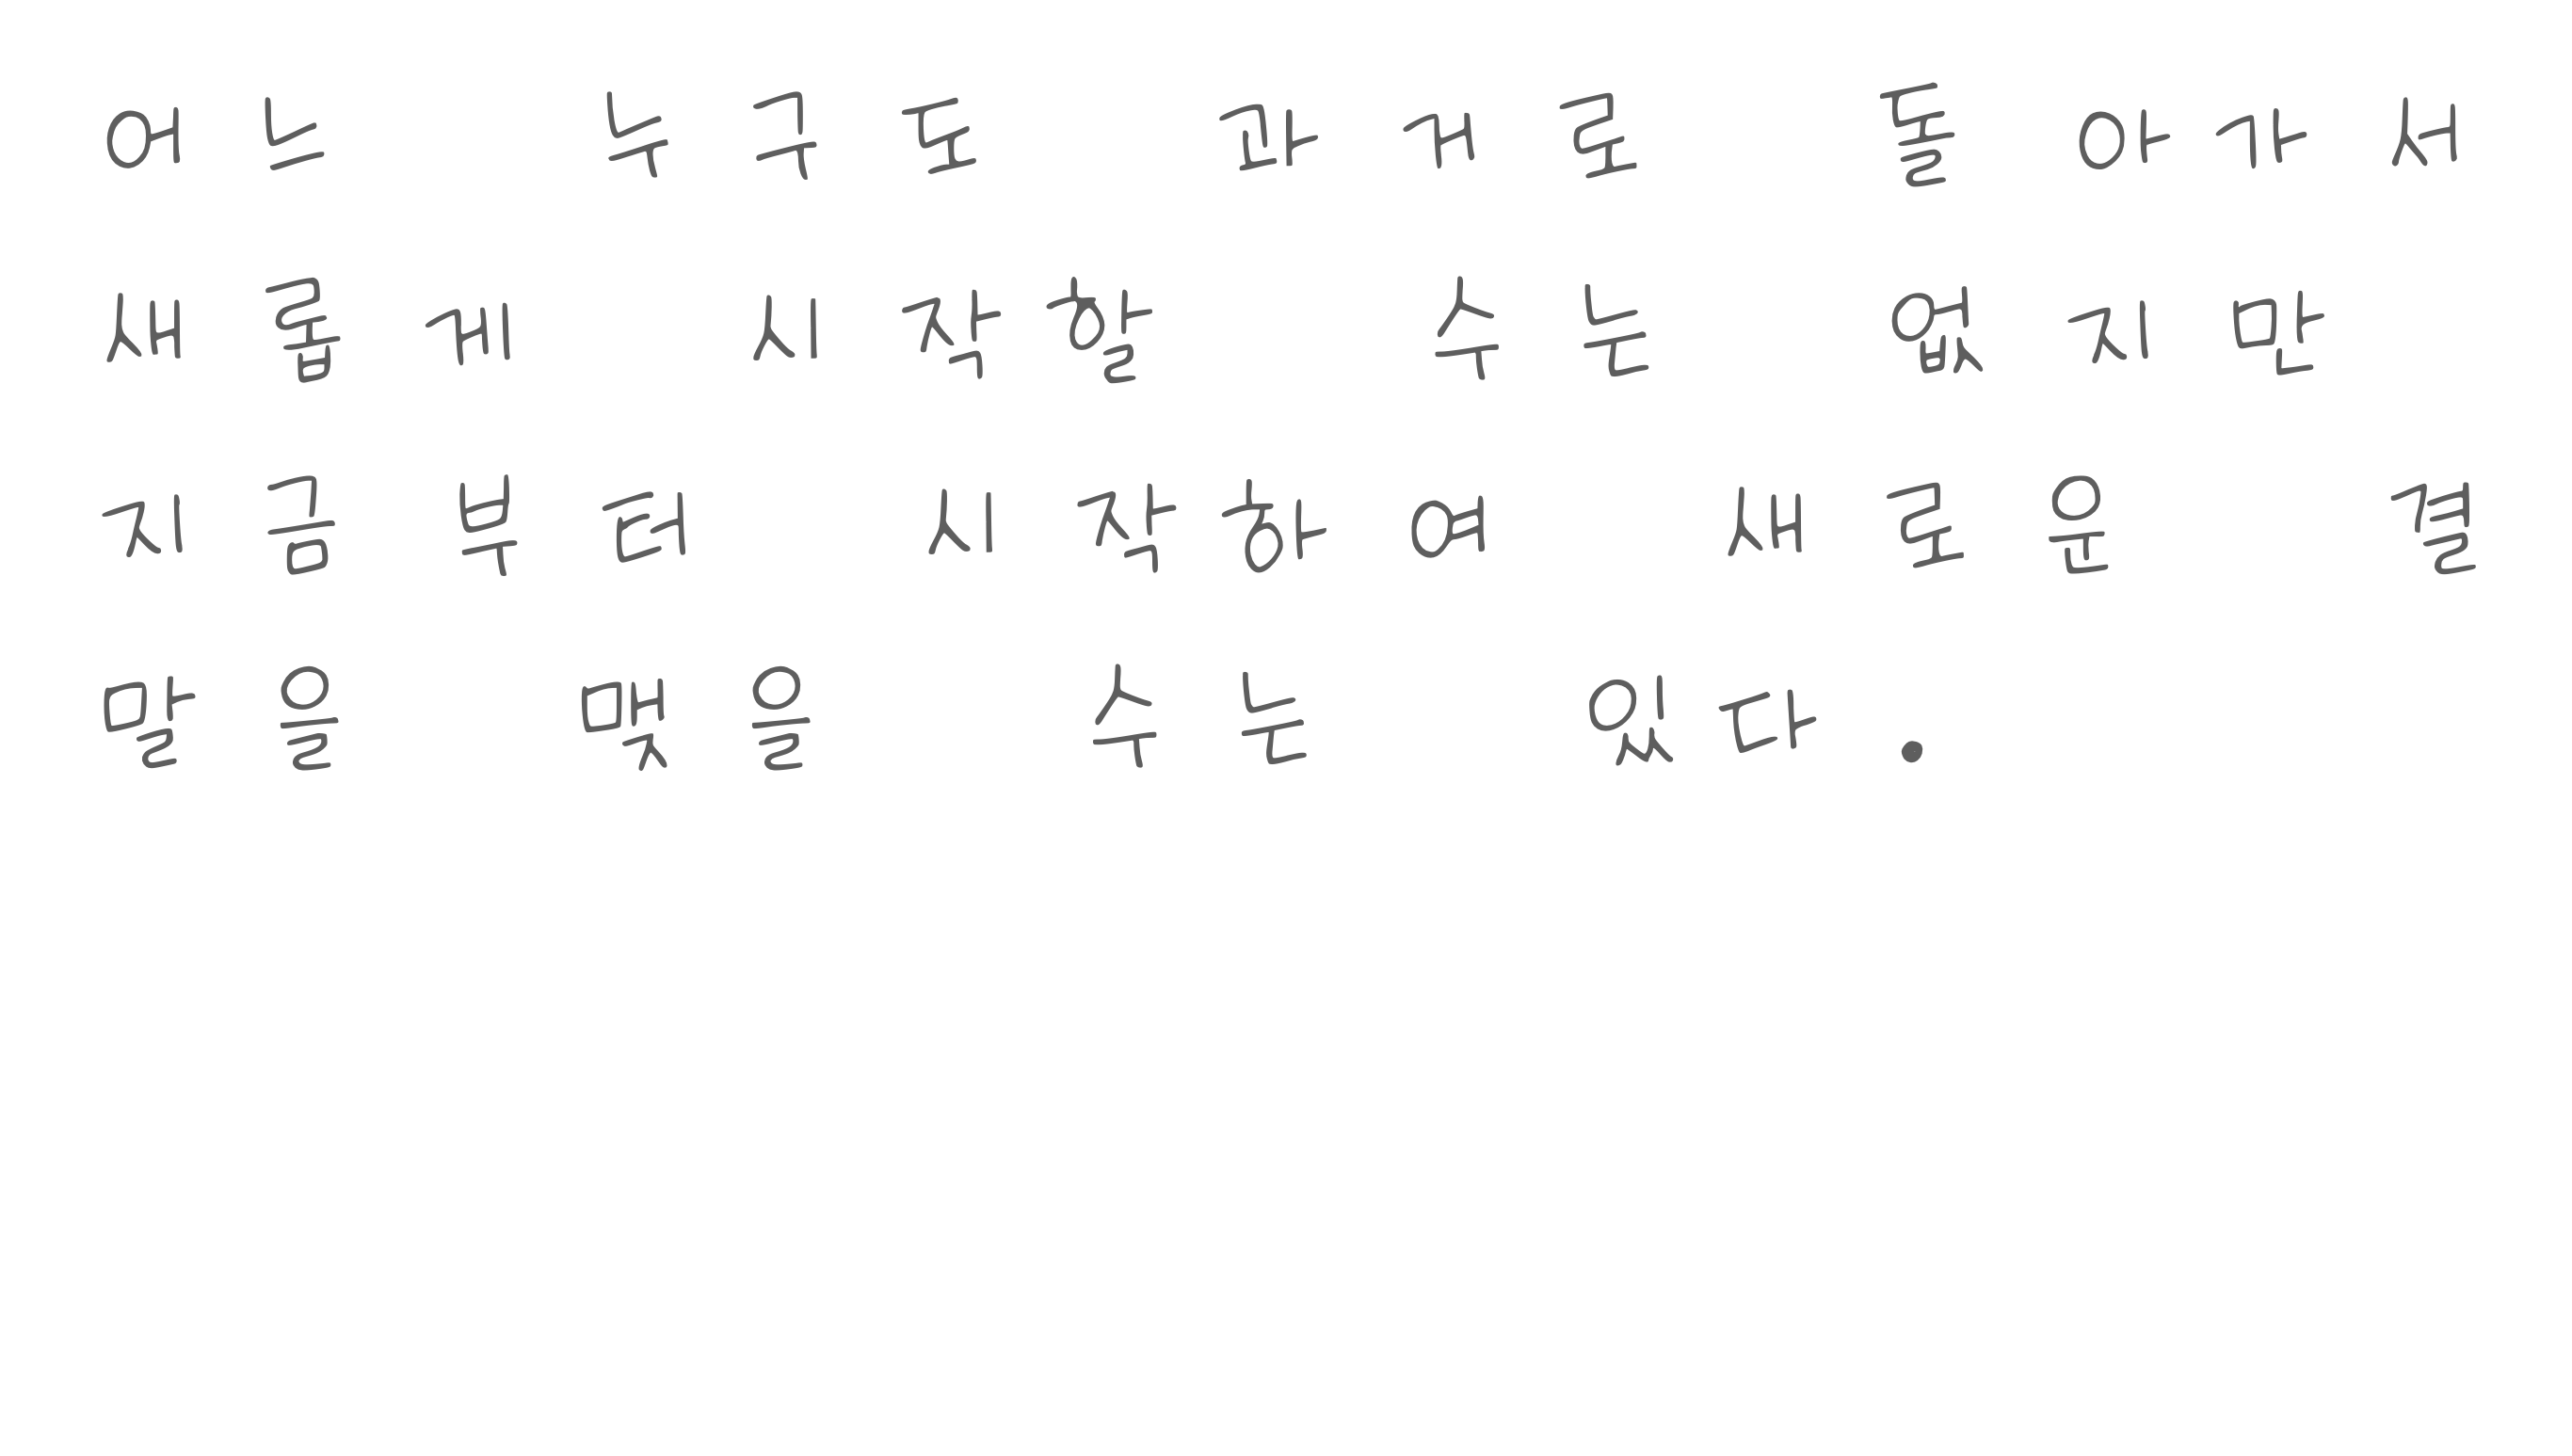 어느 누구도 과거로 돌아가서
새롭게 시작할 수는 없지만
지금부터 시작하여 새로운 결
말을 맺을 수는 있다.